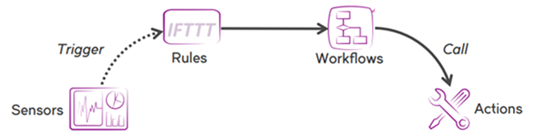 Trigger
IFTTT
Rules
Workflows
Call
Sensors
Actions